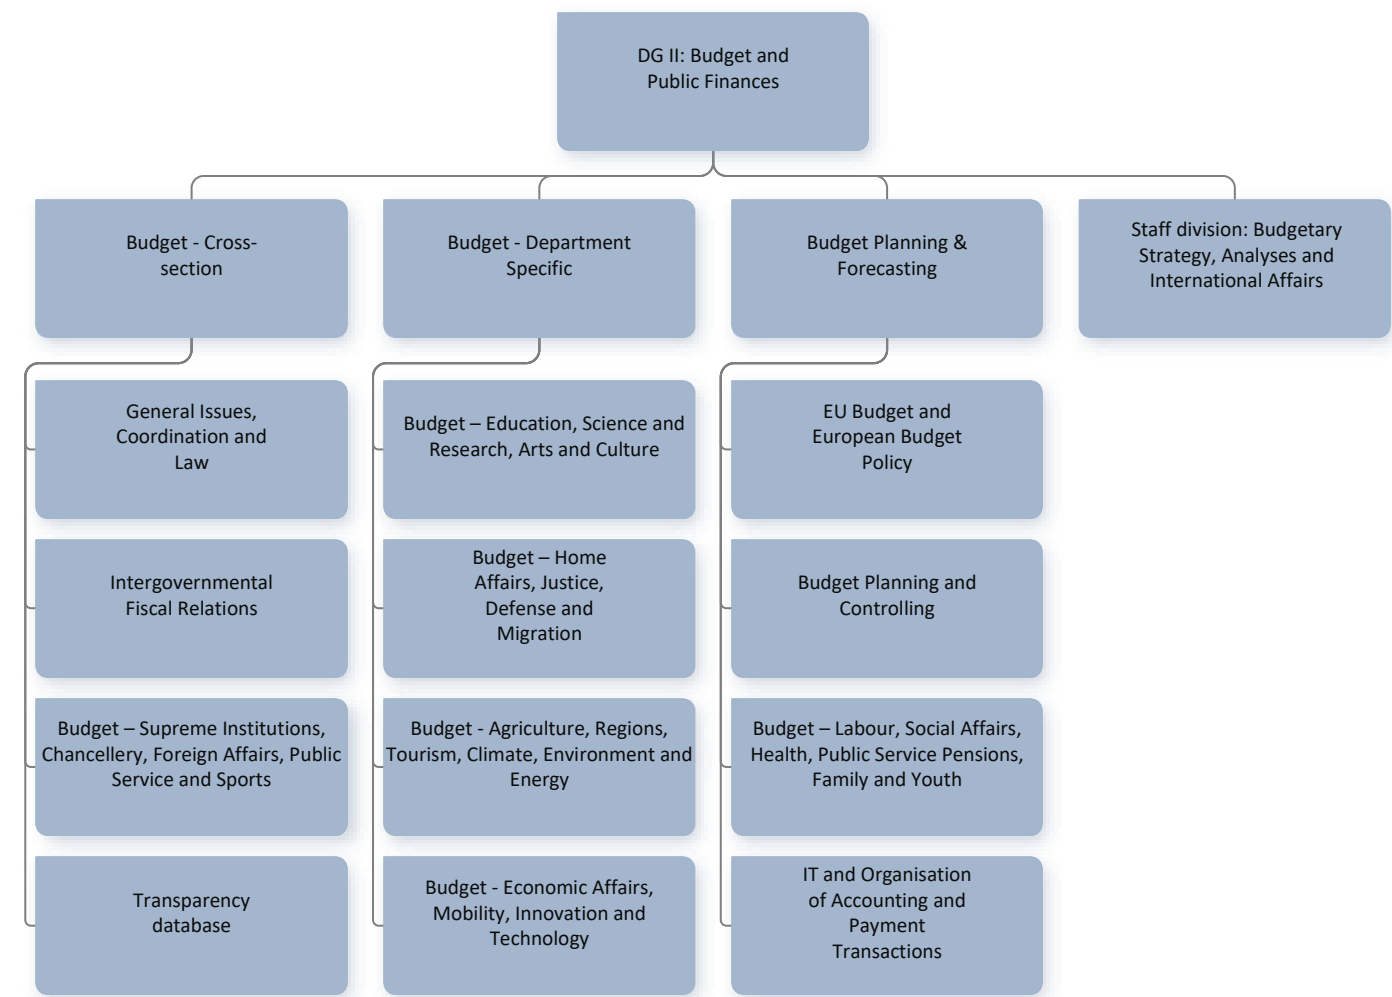 DG II: Budget and
Public Finances
Budget - Cross-
section
Budget - Department
Specific
Budget Planning &
Forecasting
Staff division: Budgetary
Strategy, Analyses and
International Affairs
General Issues,
Coordination and
Law
Budget – Education, Science and
Research, Arts and Culture
EU Budget and
European Budget
Policy
Intergovernmental
Fiscal Relations
Budget – Home
Affairs, Justice,
Defense and
Migration
Budget Planning and
Controlling
Budget – Supreme Institutions,
Chancellery, Foreign Affairs, Public
Service and Sports
Budget - Agriculture, Regions,
Tourism, Climate, Environment and
Energy
Budget – Labour, Social Affairs,
Health, Public Service Pensions,
Family and Youth
Transparency
database
Budget - Economic Affairs,
Mobility, Innovation and
Technology
IT and Organisation
of Accounting and
Payment
Transactions